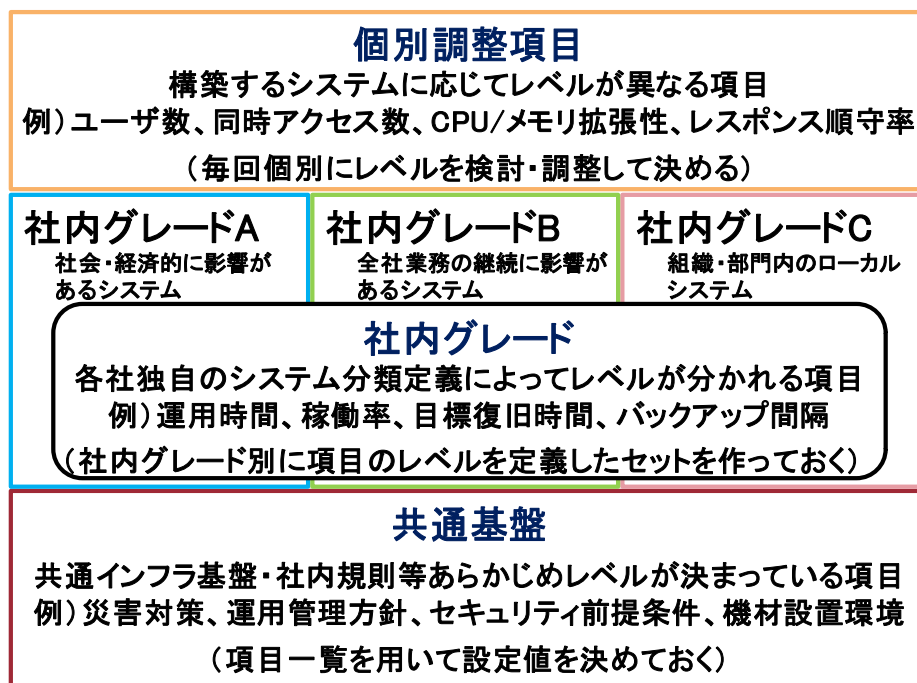 個別調整項目
構築するシステムに応じてレベルが異なる項目
例）ユーザ数、同時アクセス数、CPU/メモリ拡張性、レスポンス順守率
（毎回個別にレベルを検討・調整して決める）
社内グレードA
社会・経済的に影響が
あるシステム
社内グレードB
全社業務の継続に影響が
あるシステム
社内グレードC
組織・部門内のローカル
システム
社内グレード
各社独自のシステム分類定義によってレベルが分かれる項目
例）運用時間、稼働率、目標復旧時間、バックアップ間隔
（社内グレード別に項目のレベルを定義したセットを作っておく）
共通基盤
共通インフラ基盤・社内規則等あらかじめレベルが決まっている項目
例）災害対策、運用管理方針、セキュリティ前提条件、機材設置環境
（項目一覧を用いて設定値を決めておく）